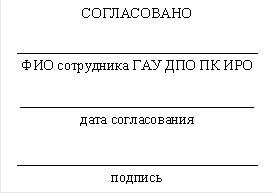 СОГЛАСОВАНО
ФИО сотрудника ГАУ ДПО ПК ИРО
дата согласования
подпись